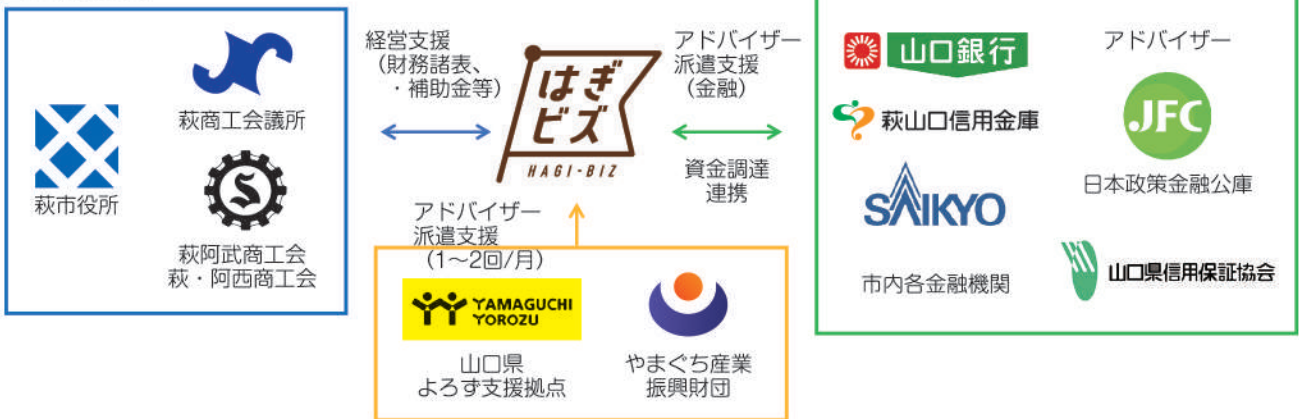 萩市役所
萩商工会議所
S
萩阿武商工会
萩・阿西商工会
経営支援
(財務諸表、
・補助金等)
はぎ
ビズ
HAGI-BIZ
アドバイザー
派遣支援
(金融)
資金調達
連携
アドバイザー
派遣支援
(1～2回/月)
YAMAGUCHI
YOROZU
山口県
よろず支援拠点
やまぐち産業
振興財団
山口銀行
萩山口信用金庫
SAIKYO
市内各金融機関
アドバイザー
JFC
日本政策金融公庫
山口県信用保証協会